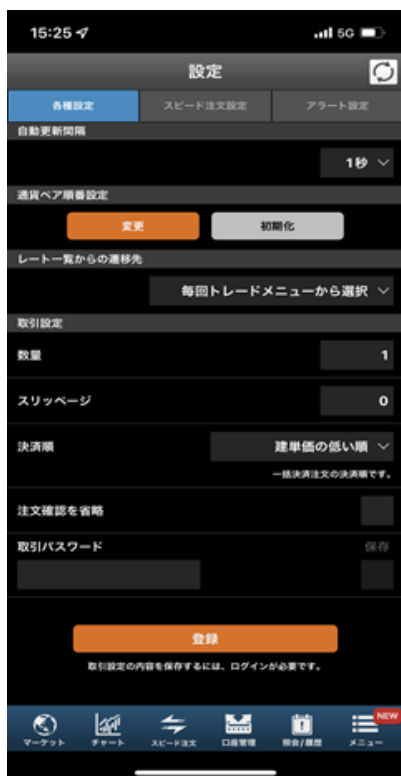 15:25 5G
設定
各種設定 スピード注文設定 アラート設定
自動更新間隔
1秒
通貨ペア順番設定
変更 初期化
レート一覧からの遷移先
毎回トレードメニューから選択
取引設定
数量 1
スリッページ 0
決済順 建単価の低い順
一括決済注文の決済順です。
注文確認を省略
取引パスワード 保存
登録
取引設定の内容を保存するには、ログインが必要です。
NEW
マーケット チャート スピード注文 口座管理 照会/履歴 メニュー